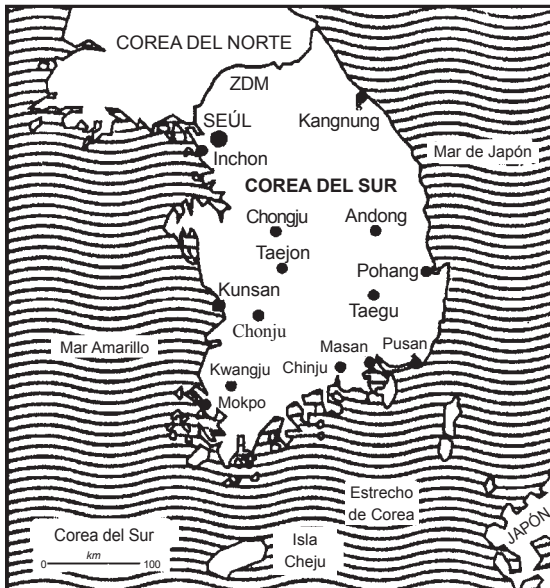 COREA DEL NORTE
ZDM
SEÚL
Kangnung
Inchon
Mar de Japón
COREA DEL SUR
Chongju
Andong
Taejon
Pohang
Kunsan
Taegu
Chonju
Mar Amarillo
Masan
Pusan
Kwangju
Chinju
Mokpo
Estrecho
de Corea
JAPÓN
Corea del Sur
km
0 100
Isla
Cheju